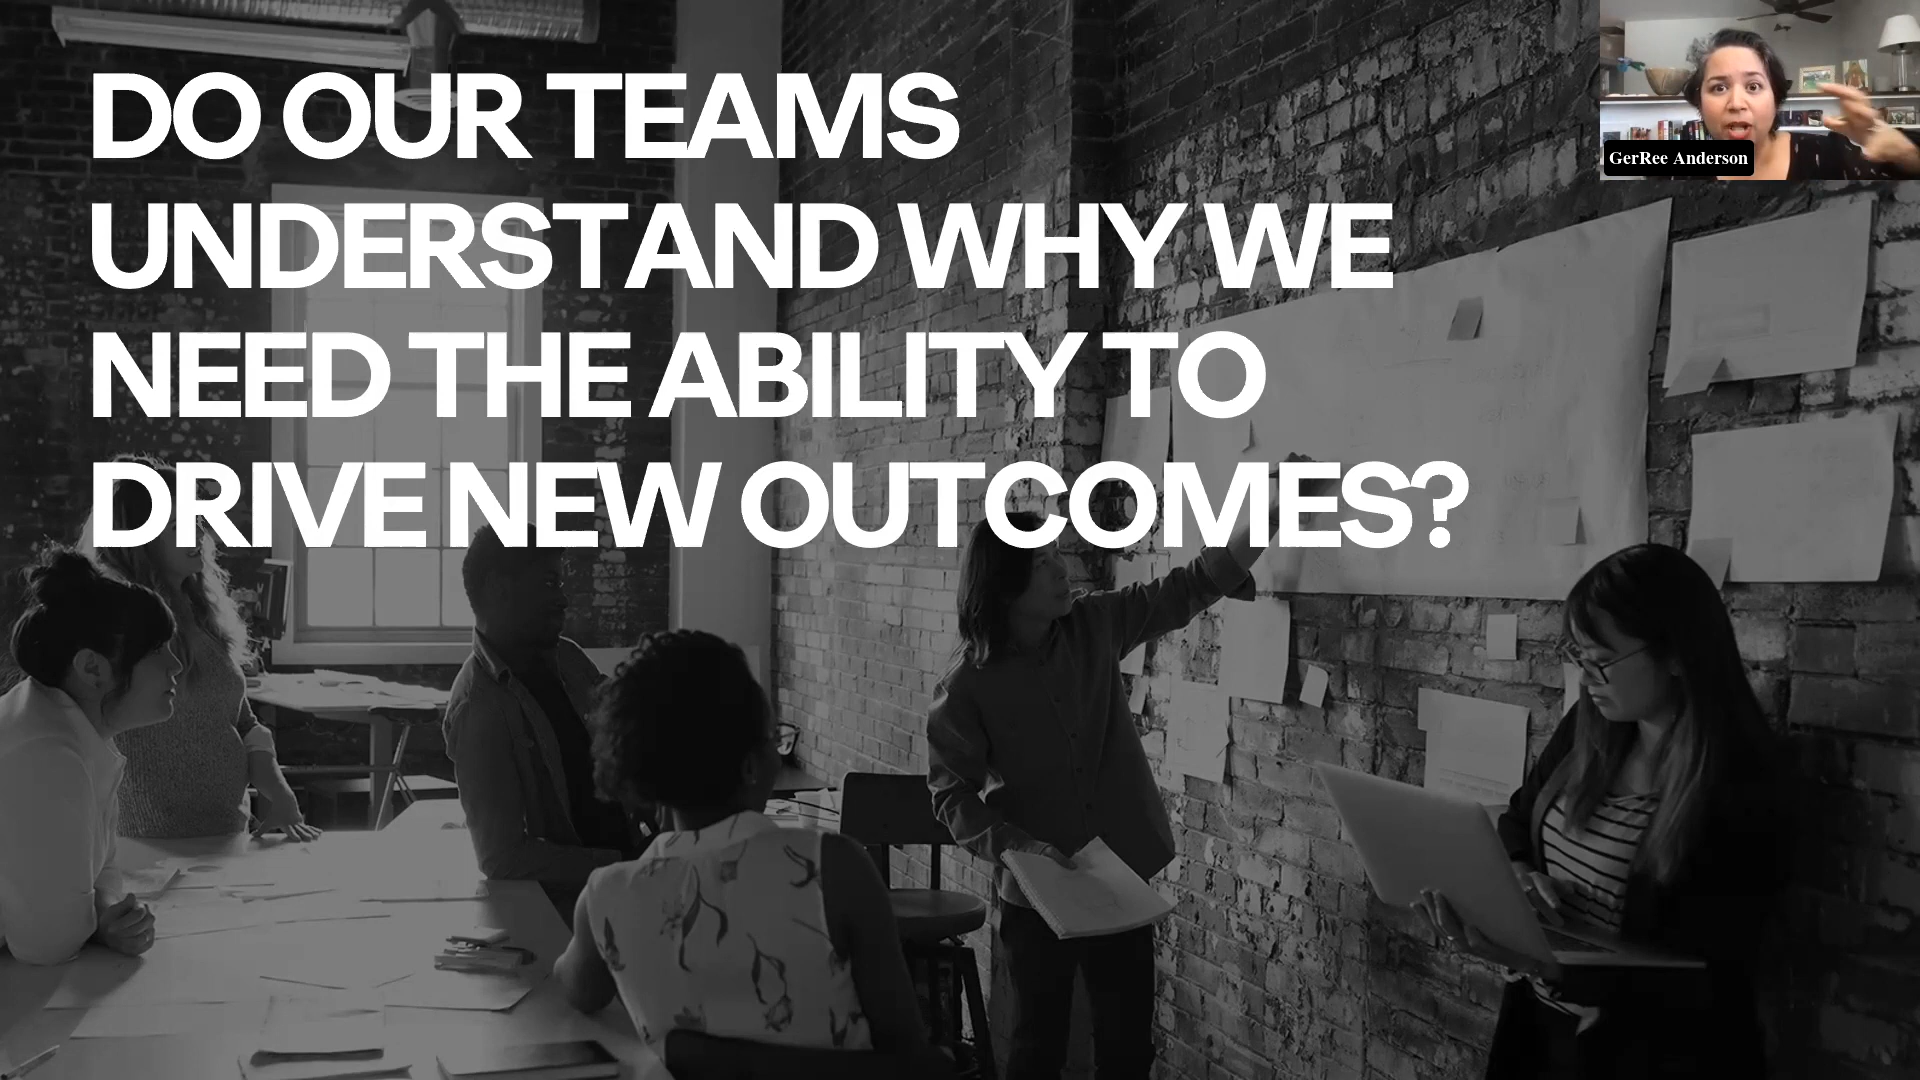 DO OUR TEAMS
UNDERSTAND WHY WE
NEED THE ABILITY TO
DRIVE NEW OUTCOMES?
GerRee Anderson